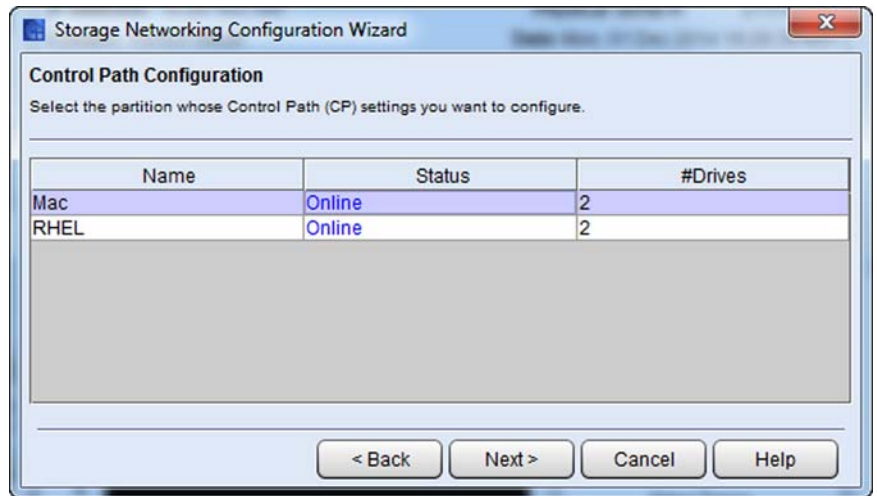 Storage Networking Configuration Wizard
Control Path Configuration
Select the partition whose Control Path (CP) settings you want to configure.
Name Status #Drives
Mac Online 2
RHEL Online 2
< Back Next > Cancel Help